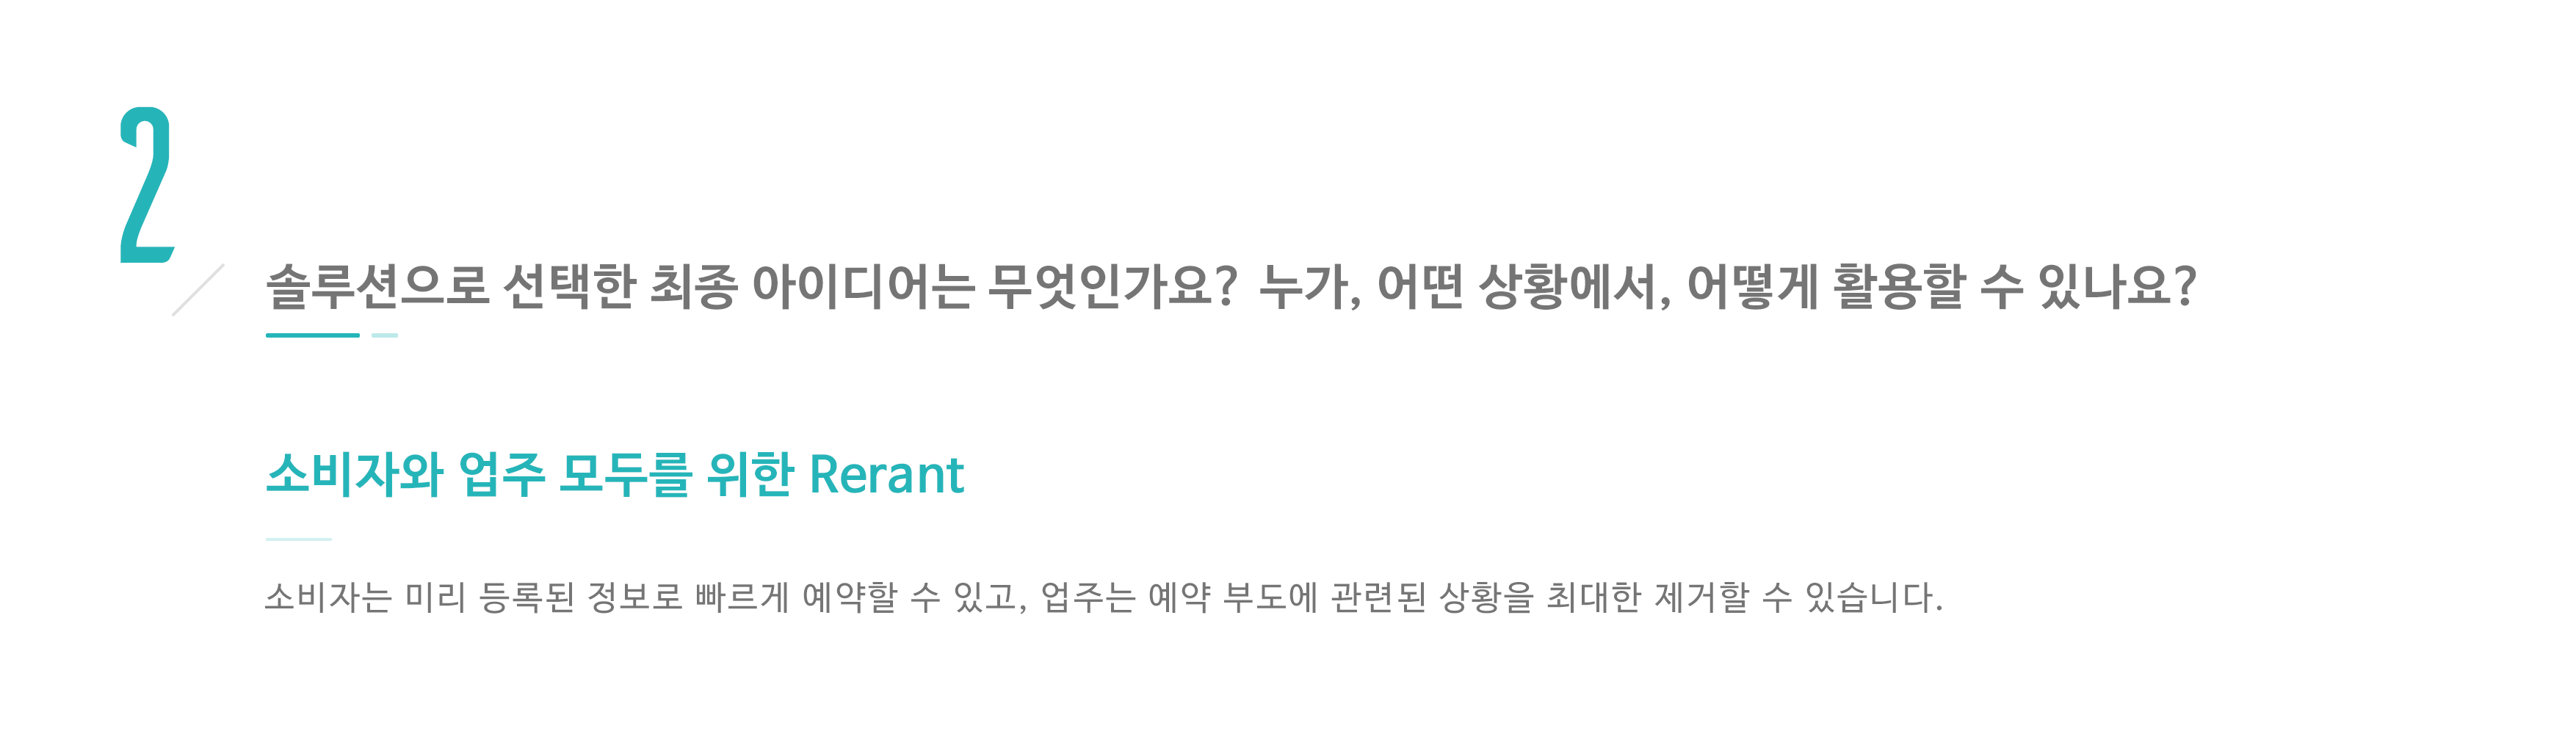 2
솔루션으로 선택한 최종 아이디어는 무엇인가요? 누가, 어떤 상황에서, 어떻게 활용할 수 있나요?
소비자와 업주 모두를 위한 Rerant
소비자는 미리 등록된 정보로 빠르게 예약할 수 있고, 업주는 예약 부도에 관련된 상황을 최대한 제거할 수 있습니다.